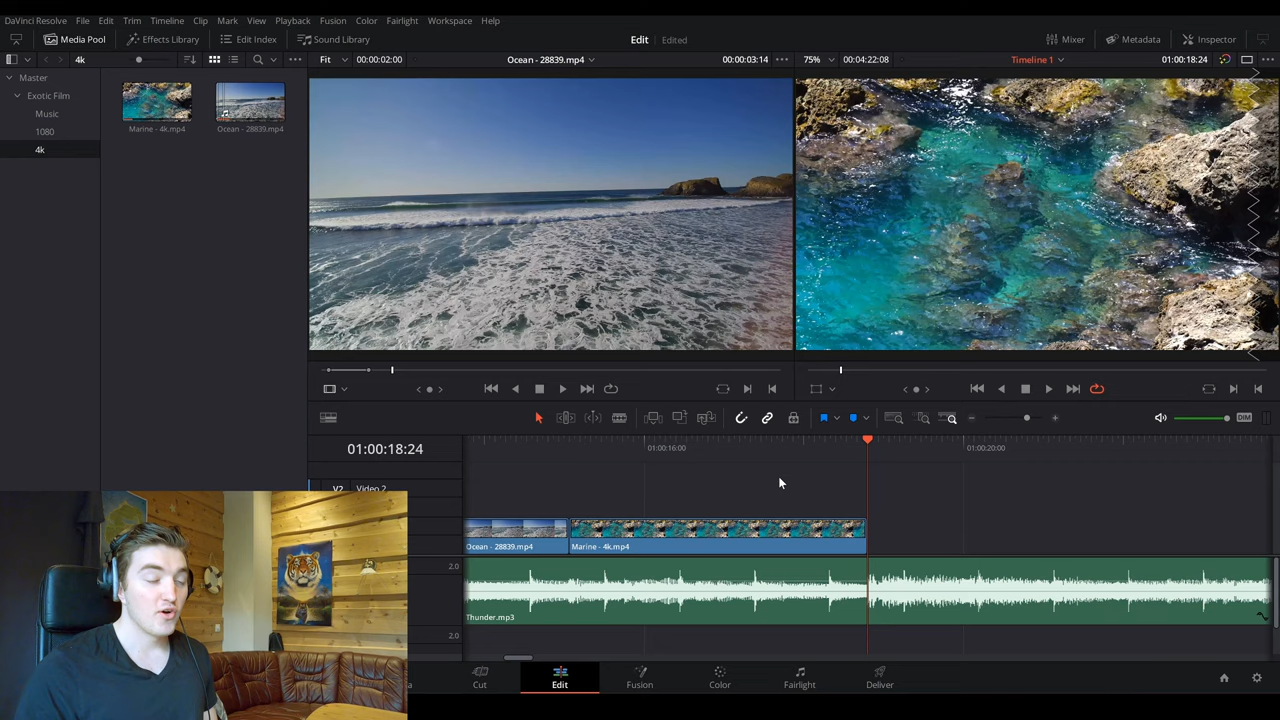 DaVinci Resolve File Edit Trim Timeline Clip Mark View Playback Fusion Color Fairlight Workspace Help
Media Pool Effects Library Edit Index Sound Library Edit Edited Mixer Metadata Inspector
4k Fit 00:00:02:00 Ocean - 28839.mp4 00:00:03:14 75% 00:04:22:08 Timeline 1 01:00:18:24
Master
Exotic Film
Music
1080
4k
Marine - 4k.mp4 Ocean - 28839.mp4
DIM
01:00:18:24 01:00:16:00 01:00:20:00
V2 Video 2
Ocean - 28839.mp4 Marine - 4k.mp4
2.0
Thunder.mp3
2.0
Cut Edit Fusion Color Fairlight Deliver